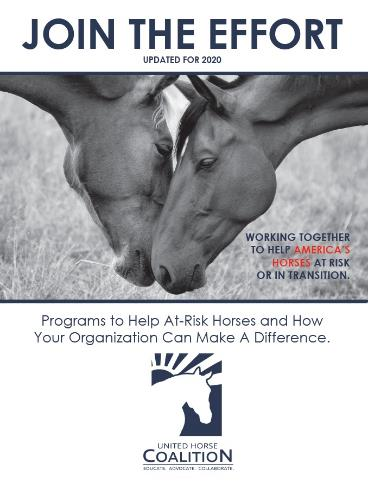 JOIN THE EFFORT
UPDATED FOR 2020
WORKING TOGETHER
TO HELP AMERICA'S
HORSES AT RISK
OR IN TRANSITION.
Programs to Help At-Risk Horses and How
Your Organization Can Make A Difference.
UNITED HORSE
COALITION
EDUCATE. ADVOCATE. COLLABORATE.